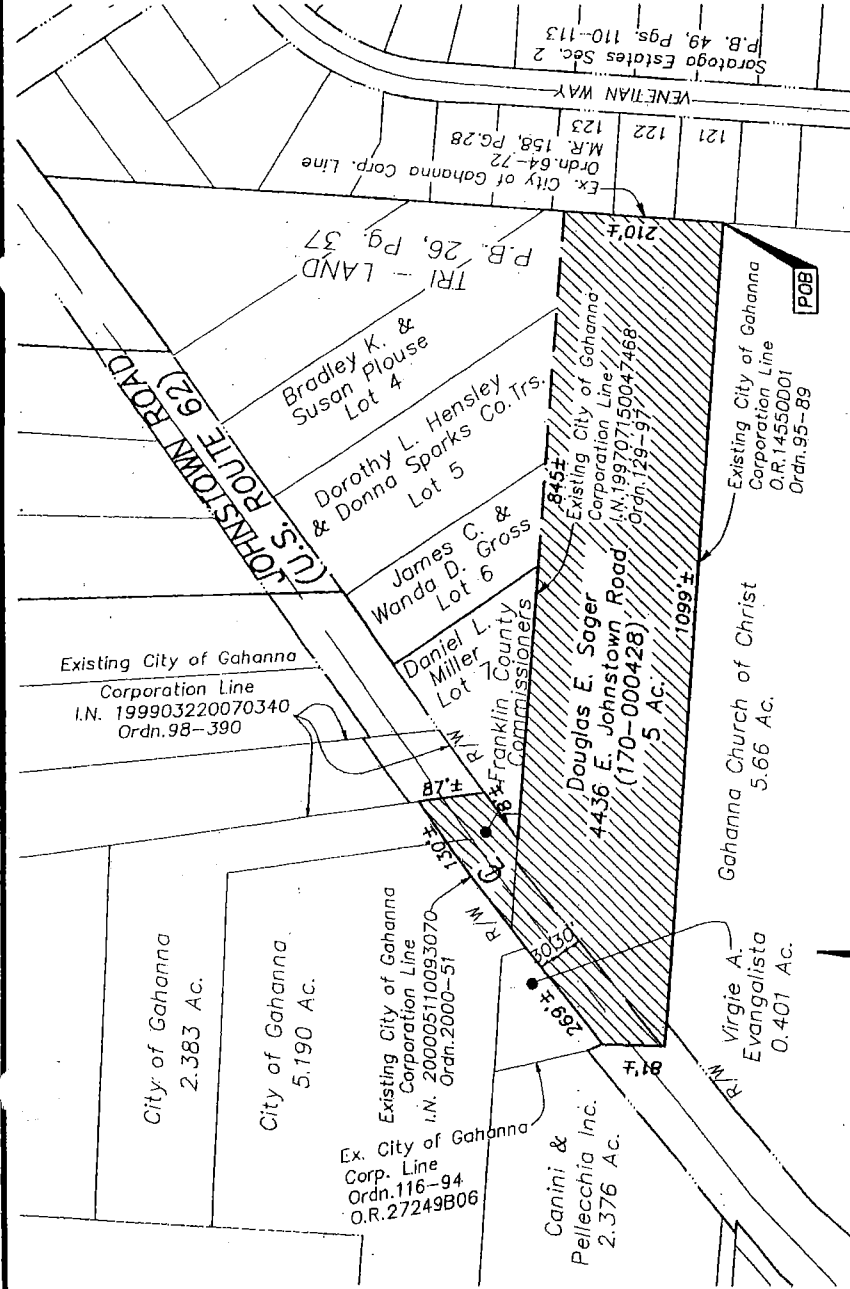 Saratoga Estates Sec. 2
P.B. 49, Pgs. 110-113
VENETIAN WAY
121
122
123
Ex. City of Gahanna Corp. Line
Ordn.64-72
M.R. 158, PG.28
TRI - LAND
P.B. 26, Pg. 37
JOHNSTOWN ROAD
(U.S. ROUTE 62)
Bradley K. &
Susan Plouse
Lot 4
Dorothy L. Hensley
& Donna Sparks Co. Trs.
Lot 5
James C. &
Wanda D. Gross
Lot 6
Daniel L.
Miller
Lot 7
Franklin County
Commissioners
210'±
POB
845±
Existing City of Gahanna
Corporation Line
I.N.199707150047468
Ordn.129-97
Existing City of Gahanna
Corporation Line
O.R.14550D01
Ordn.95-89
Douglas E. Sager
4436 E. Johnstown Road
(170-000428)
5 Ac.
1099'±
Existing City of Gahanna
Corporation Line
I.N. 199903220070340
Ordn.98-390
R/W
87'±
8'±
130'±
℄
R/W
30'
30'
269'±
81'±
R/W
City of Gahanna
2.383 Ac.
City of Gahanna
5.190 Ac.
Existing City of Gahanna
Corporation Line
I.N. 200005110093070
Ordn.2000-51
Ex. City of Gahanna
Corp. Line
Ordn.116-94
O.R.27249B06
Canini &
Pellecchia Inc.
2.376 Ac.
Virgie A.
Evangalista
0.401 Ac.
Gahanna Church of Christ
5.66 Ac.